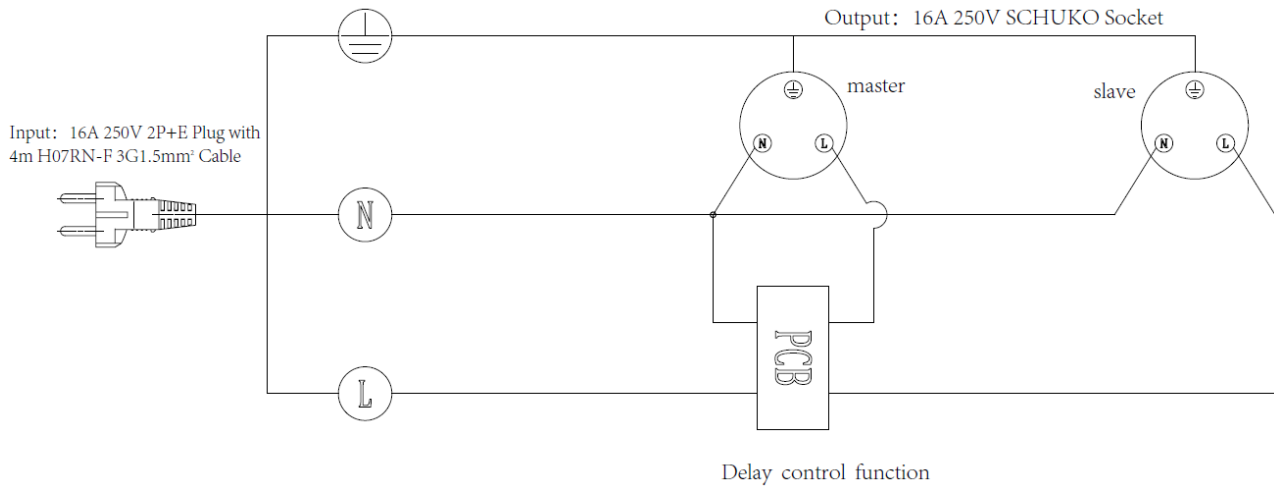 Output: 16A 250V SCHUKO Socket
master
slave
Input: 16A 250V 2P+E Plug with
4m H07RN-F 3G1.5mm² Cable
N
L
N
L
N
PCB
L
Delay control function